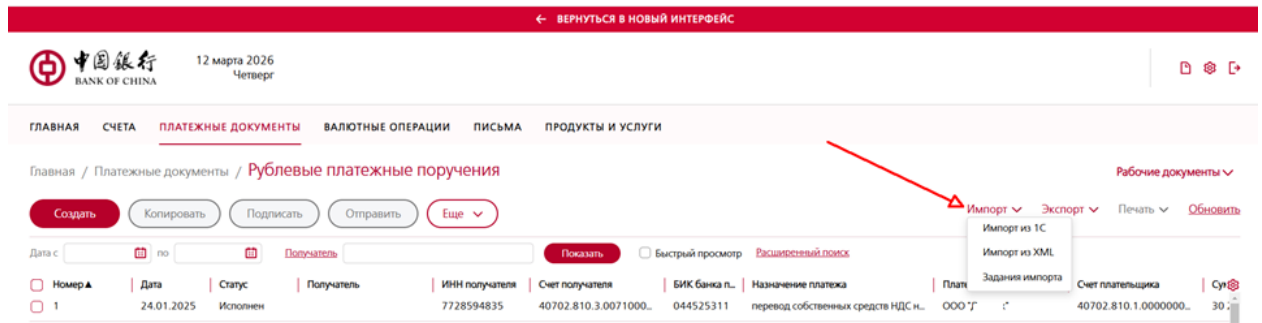 ← ВЕРНУТЬСЯ В НОВЫЙ ИНТЕРФЕЙС
中国銀行
BANK OF CHINA
12 марта 2026
Четверг
ГЛАВНАЯ СЧЕТА ПЛАТЕЖНЫЕ ДОКУМЕНТЫ ВАЛЮТНЫЕ ОПЕРАЦИИ ПИСЬМА ПРОДУКТЫ И УСЛУГИ
Главная / Платежные документы / Рублевые платежные поручения
Рабочие документы
Создать Копировать Подписать Отправить Еще
Импорт Экспорт Печать Обновить
Импорт из 1С
Импорт из XML
Задания импорта
Дата с по Получатель Показать Быстрый просмотр Расширенный поиск
Номер▲ Дата Статус Получатель ИНН получателя Счет получателя БИК банка п... Назначение платежа Плат Счет плательщика Сум
1 24.01.2025 Исполнен 7728594835 40702.810.3.0071000... 044525311 перевод собственных средств НДС н... ООО 40702.810.1.0000000... 30